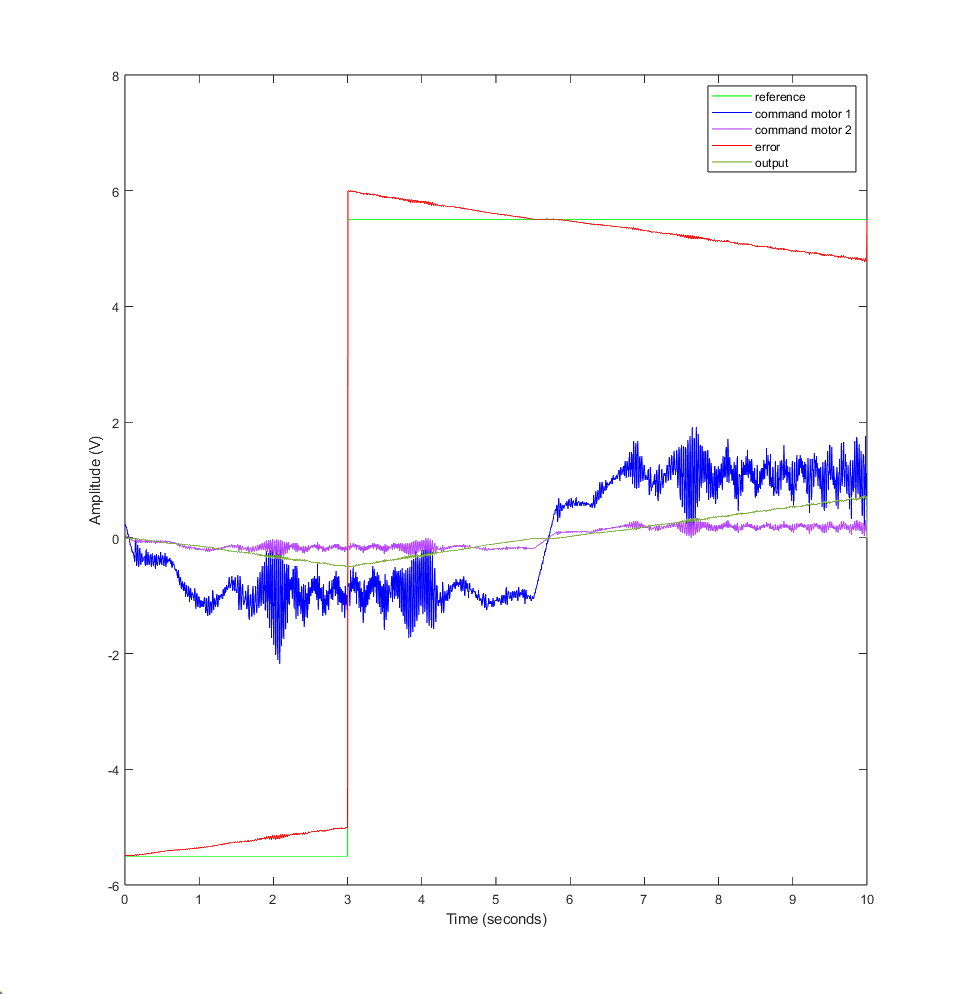 8
6
4
2
0
-2
-4
-6
Amplitude (V)
reference
command motor 1
command motor 2
error
output
0 1 2 3 4 5 6 7 8 9 10
Time (seconds)